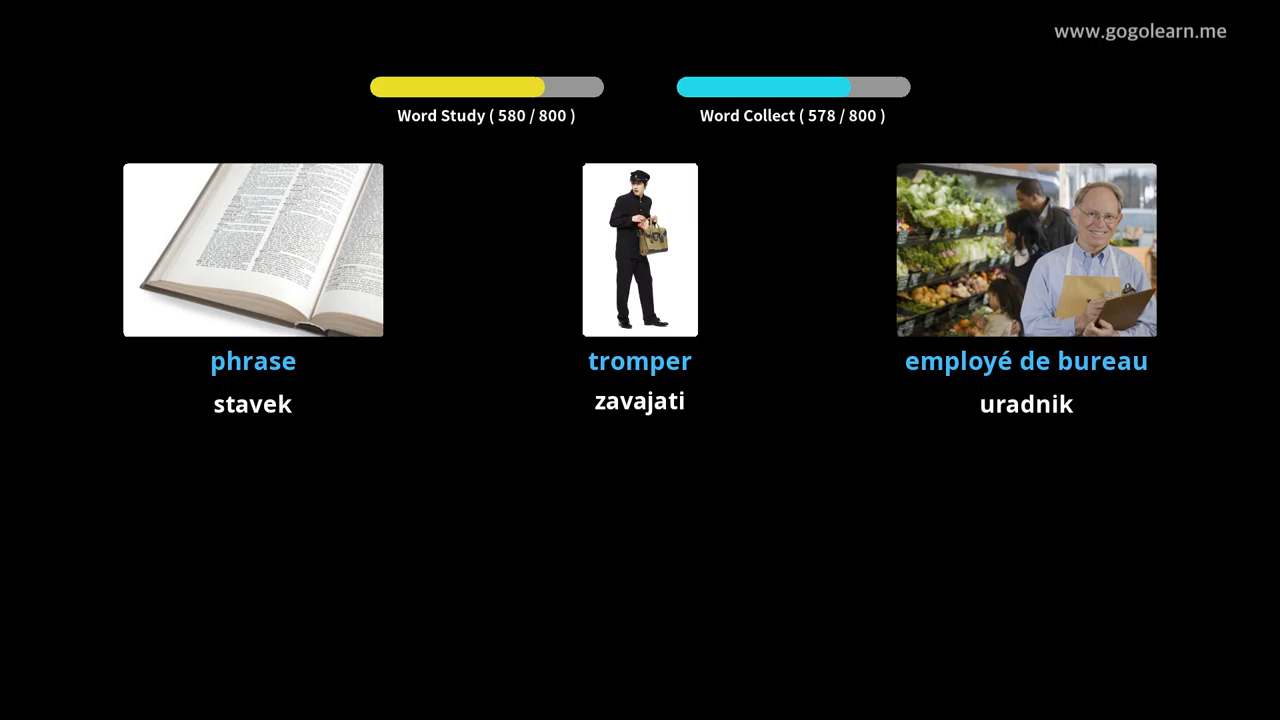 www.gogolearn.me
Word Study ( 580 / 800 )
Word Collect ( 578 / 800 )
phrase
tromper
employé de bureau
stavek
zavajati
uradnik